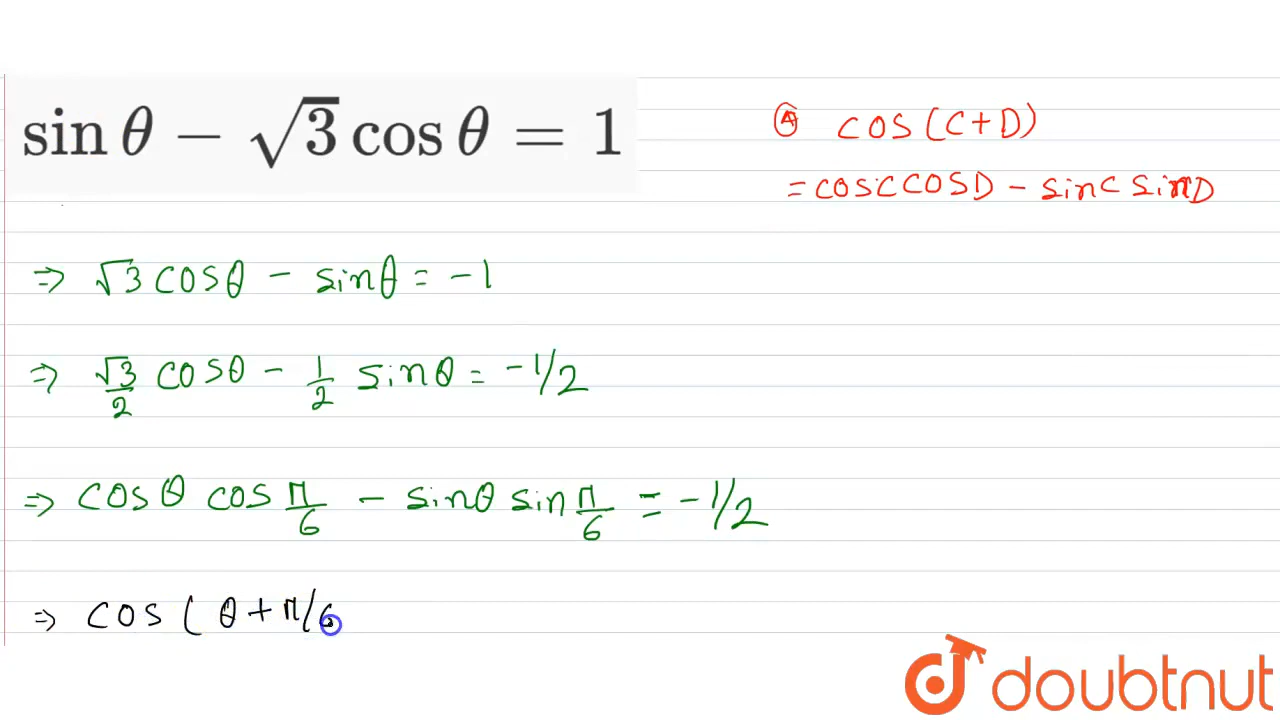 sin θ − √3 cos θ = 1
Ⓐ cos (C+D)
= cosC cosD − sinC sinD
⇒ √3 cosθ − sinθ = −1
⇒ √3/2 cosθ − 1/2 sinθ = −1/2
⇒ cosθ cos π/6 − sinθ sin π/6 = −1/2
⇒ cos ( θ + π/6
doubtnut